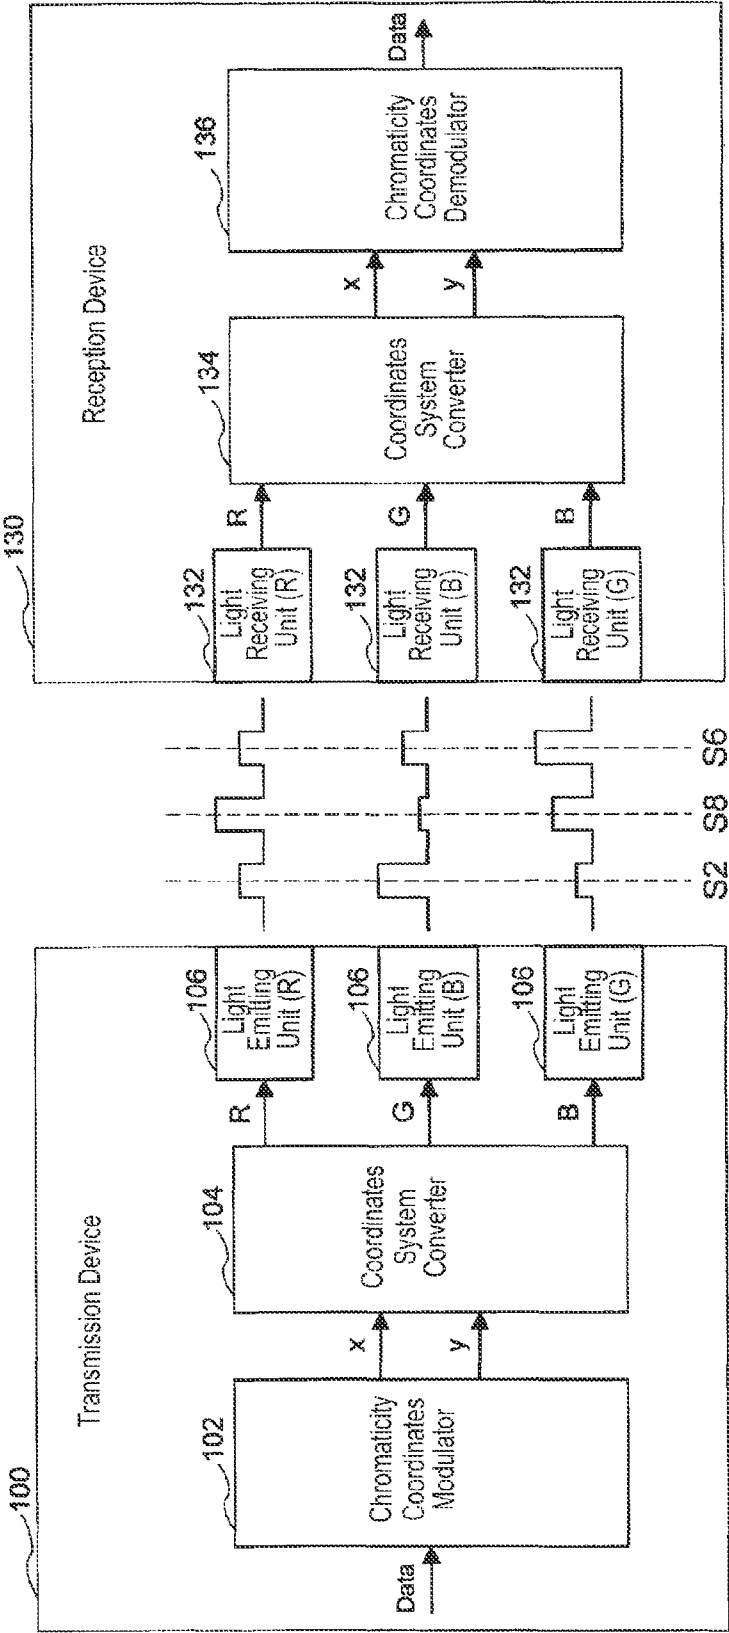 100
Transmission Device
Data
102
Chromaticity
Coordinates
Modulator
x
y
104
Coordinates
System
Converter
R
G
B
106
Light
Emitting
Unit (R)
106
Light
Emitting
Unit (B)
106
Light
Emitting
Unit (G)
S2
S8
S6
130
Reception Device
132
Light
Receiving
Unit (R)
132
Light
Receiving
Unit (B)
132
Light
Receiving
Unit (G)
R
G
B
134
Coordinates
System
Converter
x
y
136
Chromaticity
Coordinates
Demodulator
Data